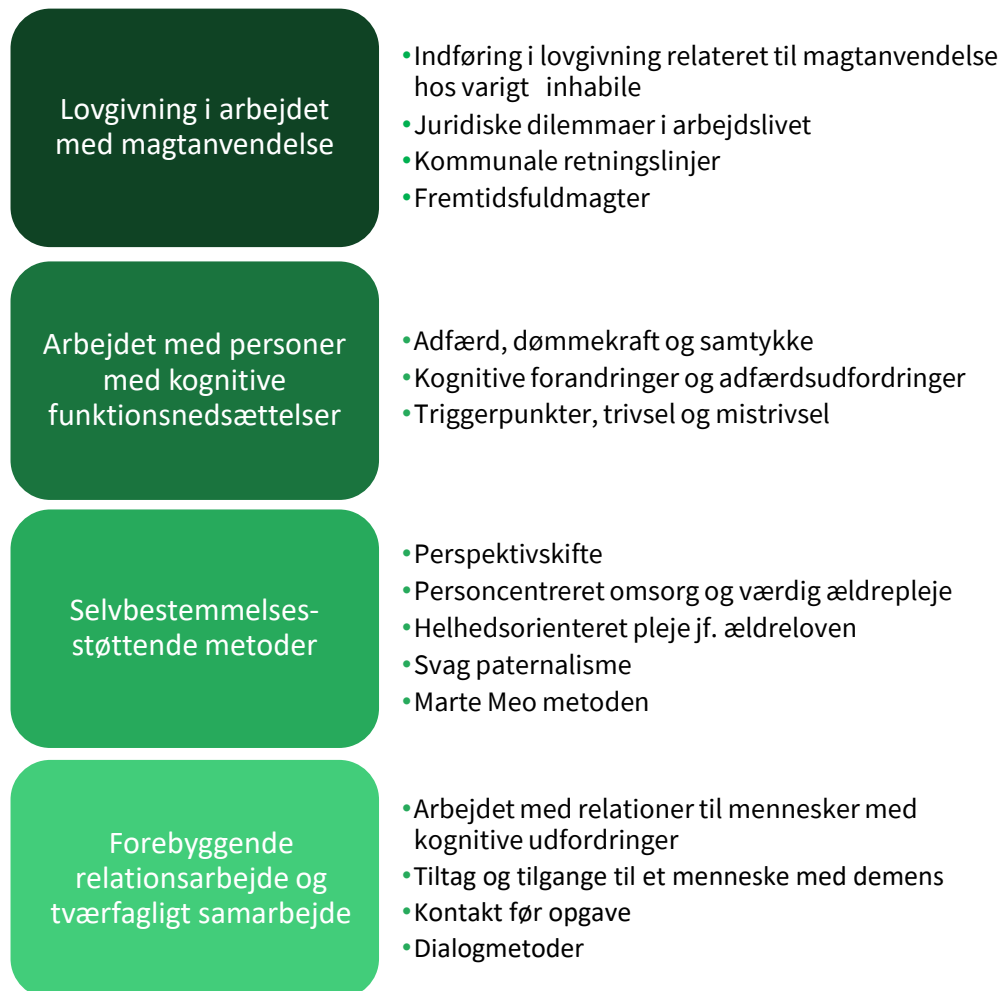 Lovgivning i arbejdet
med magtanvendelse
•Indføring i lovgivning relateret til magtanvendelse
hos varigt inhabile
•Juridiske dilemmaer i arbejdslivet
•Kommunale retningslinjer
•Fremtidsfuldmagter
Arbejdet med personer
med kognitive
funktionsnedsættelser
•Adfærd, dømmekraft og samtykke
•Kognitive forandringer og adfærdsudfordringer
•Triggerpunkter, trivsel og mistrivsel
Selvbestemmelses-
støttende metoder
•Perspektivskifte
•Personcentreret omsorg og værdig ældrepleje
•Helhedsorienteret pleje jf. ældreloven
•Svag paternalisme
•Marte Meo metoden
Forebyggende
relationsarbejde og
tværfagligt samarbejde
•Arbejdet med relationer til mennesker med
kognitive udfordringer
•Tiltag og tilgange til et menneske med demens
•Kontakt før opgave
•Dialogmetoder